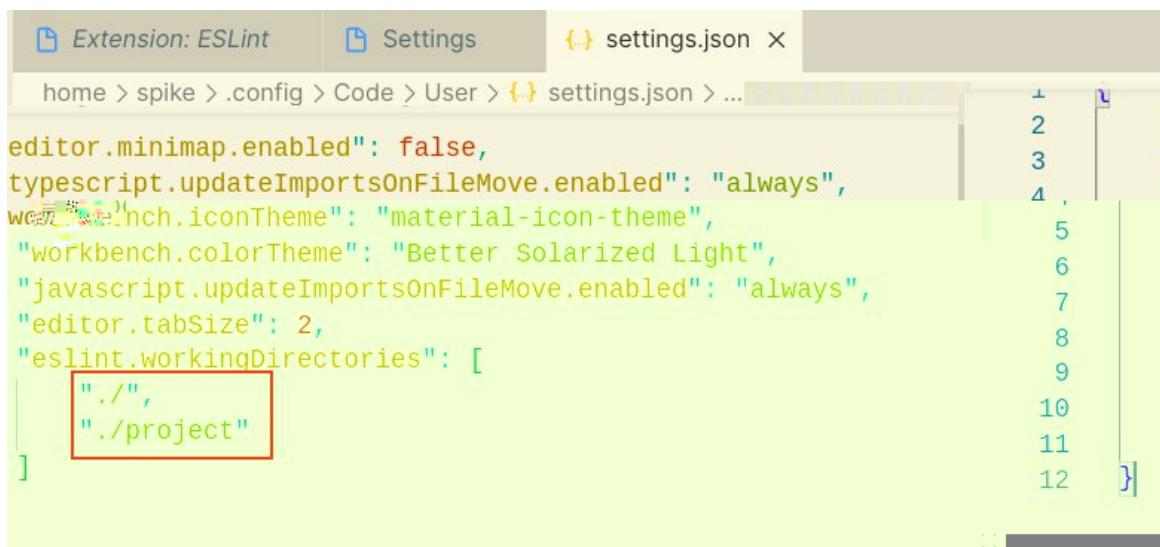 Extension: ESLint Settings {..} settings.json ×
home > spike > .config > Code > User > {..} settings.json > ...
1 {
2
editor.minimap.enabled": false,
3
typescript.updateImportsOnFileMove.enabled": "always",
4
nch.iconTheme": "material-icon-theme",
5
"workbench.colorTheme": "Better Solarized Light",
6
"javascript.updateImportsOnFileMove.enabled": "always",
7
"editor.tabSize": 2,
8
"eslint.workingDirectories": [
9
"./",
10
"./project"
11
]
12 }